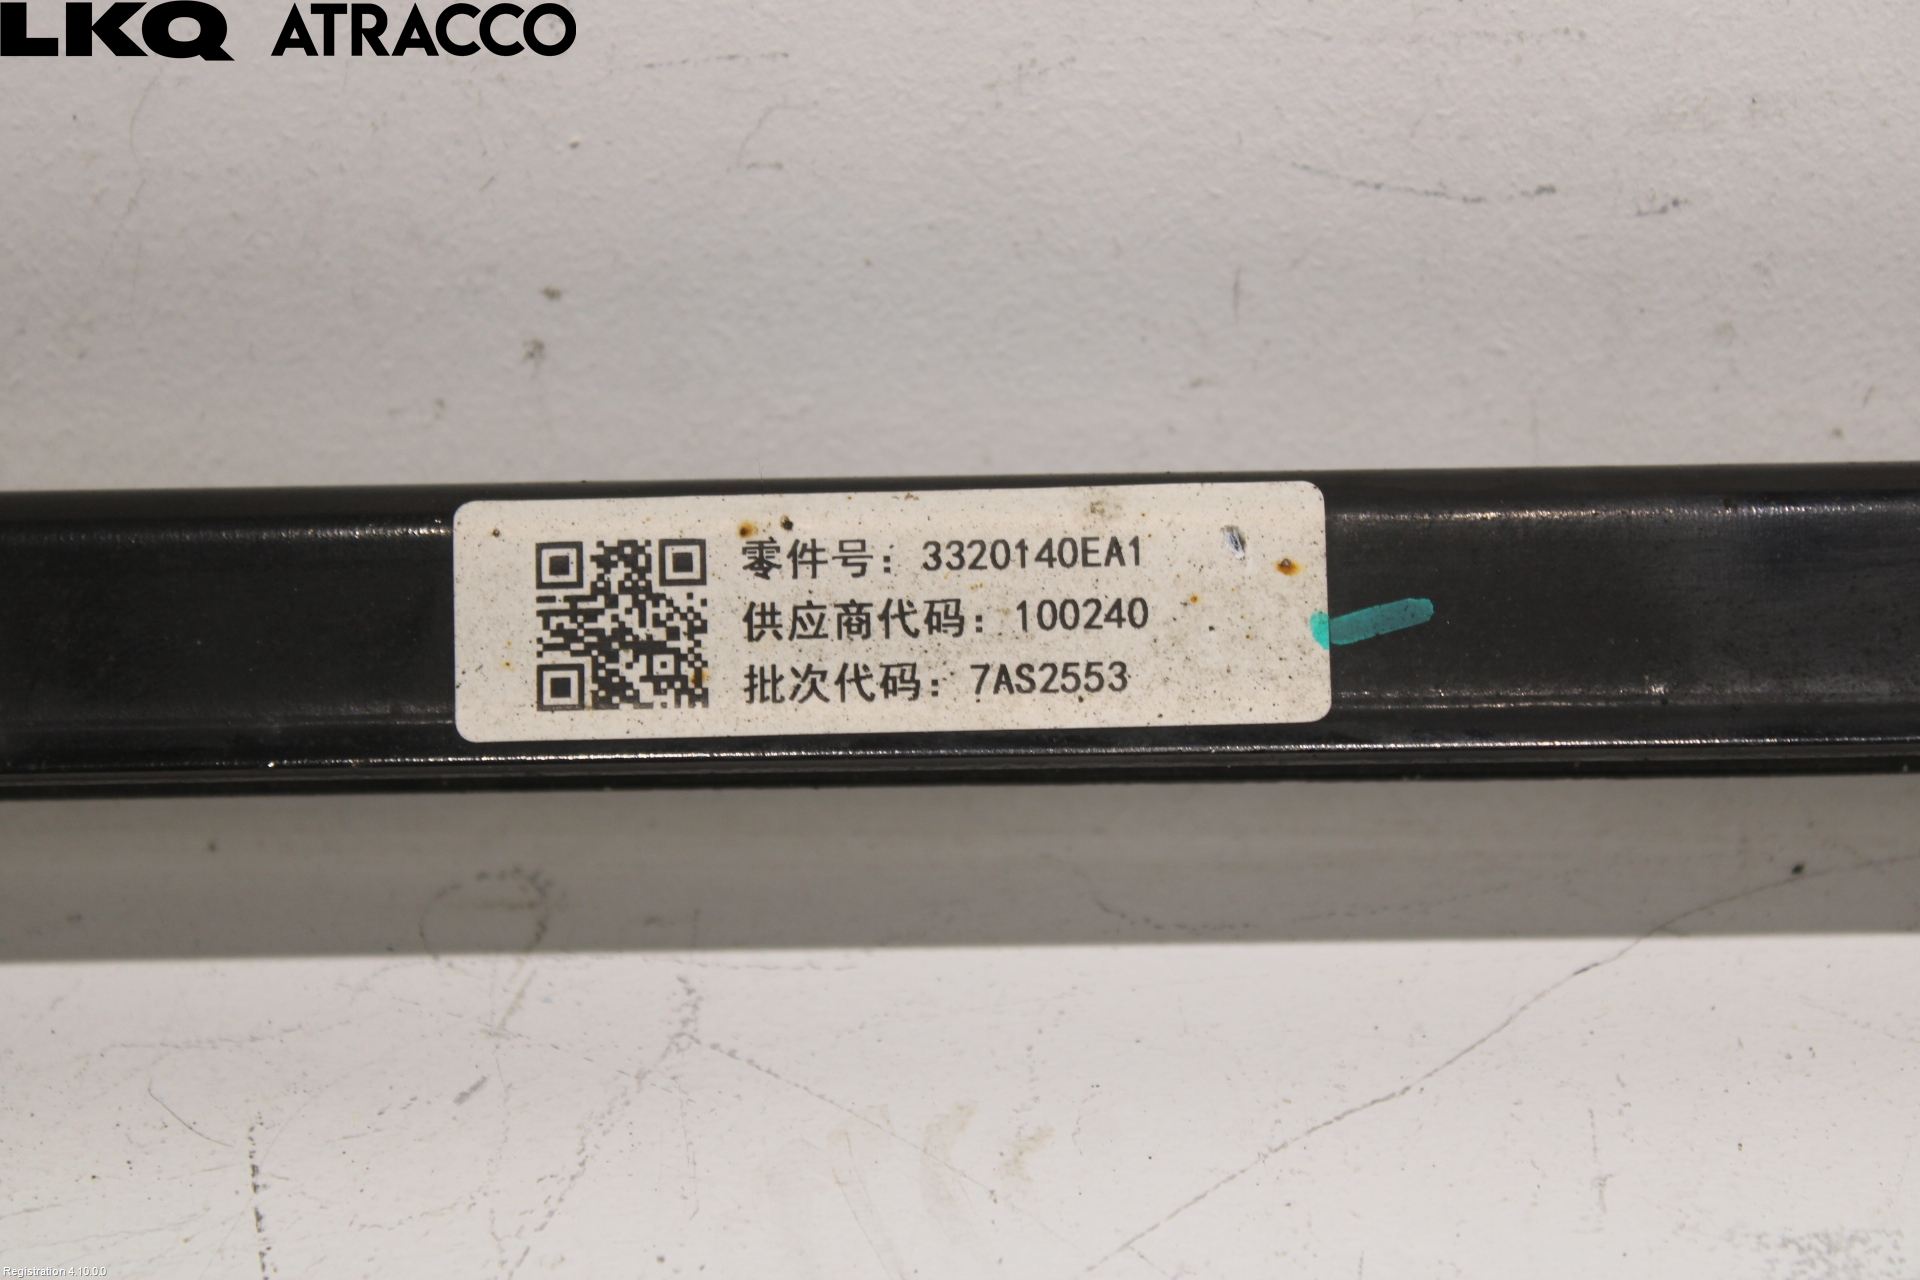 LKQ ATRACCO
零件号：3320140EA1
供应商代码：100240
批次代码：7AS2553
Registration 4.10.0.0